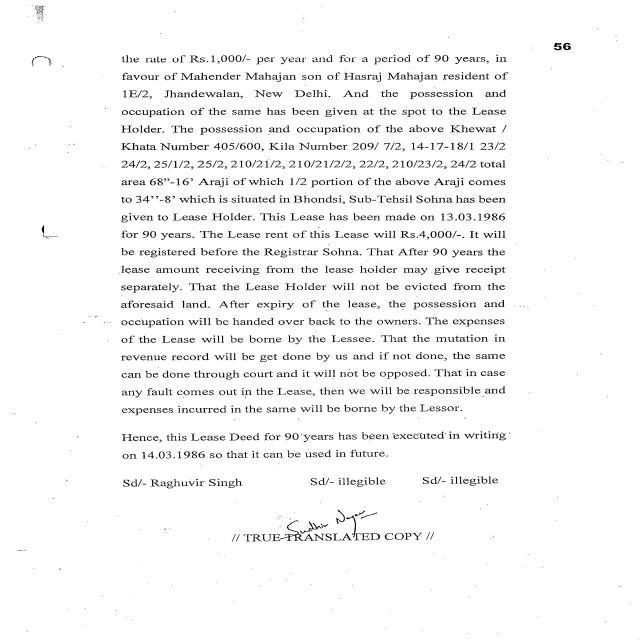 56
the rate of Rs.1,000/- per year and for a period of 90 years, in
favour of Mahender Mahajan son of Hasraj Mahajan resident of
1E/2, Jhandewalan, New Delhi. And the possession and
occupation of the same has been given at the spot to the Lease
Holder. The possession and occupation of the above Khewat /
Khata Number 405/600, Kila Number 209/ 7/2, 14-17-18/1 23/2
24/2, 25/1/2, 25/2, 210/21/2, 210/21/2/2, 22/2, 210/23/2, 24/2 total
area 68"-16' Araji of which 1/2 portion of the above Araji comes
to 34''-8' which is situated in Bhondsi, Sub-Tehsil Sohna has been
given to Lease Holder. This Lease has been made on 13.03.1986
for 90 years. The Lease rent of this Lease will Rs.4,000/-. It will
be registered before the Registrar Sohna. That After 90 years the
lease amount receiving from the lease holder may give receipt
separately. That the Lease Holder will not be evicted from the
aforesaid land. After expiry of the lease, the possession and
occupation will be handed over back to the owners. The expenses
of the Lease will be borne by the Lessee. That the mutation in
revenue record will be get done by us and if not done, the same
can be done through court and it will not be opposed. That in case
any fault comes out in the Lease, then we will be responsible and
expenses incurred in the same will be borne by the Lessor.
Hence, this Lease Deed for 90 years has been executed in writing
on 14.03.1986 so that it can be used in future.
Sd/- Raghuvir Singh Sd/- illegible Sd/- illegible
Sudhir
// TRUE TRANSLATED COPY //